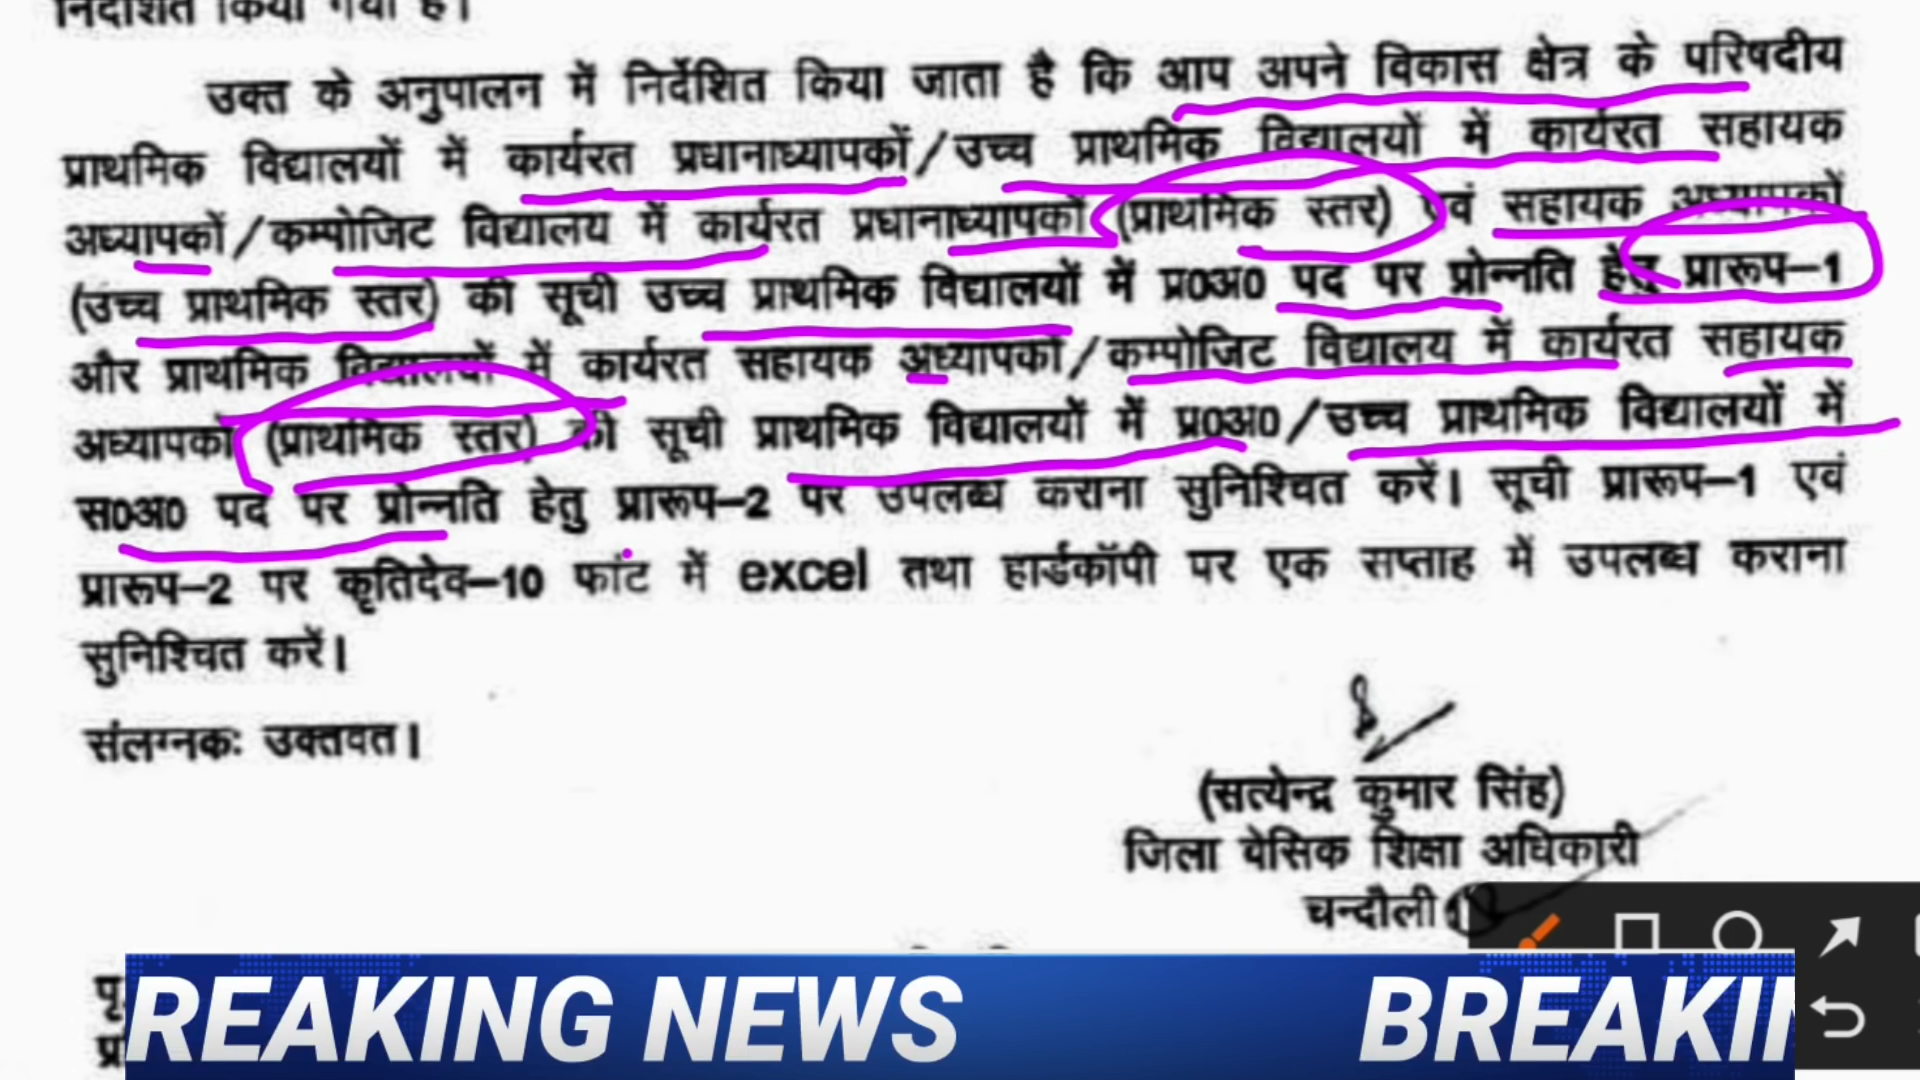 निर्देशित किया गया है।
उक्त के अनुपालन में निर्देशित किया जाता है कि आप अपने विकास क्षेत्र के परिषदीय
प्राथमिक विद्यालयों में कार्यरत प्रधानाध्यापकों/उच्च प्राथमिक विद्यालयों में कार्यरत सहायक
अध्यापकों/कम्पोजिट विद्यालय में कार्यरत प्रधानाध्यापकों (प्राथमिक स्तर) एवं सहायक अध्यापकों
(उच्च प्राथमिक स्तर) की सूची उच्च प्राथमिक विद्यालयों में प्र0अ0 पद पर प्रोन्नति हेतु प्रारूप–1
और प्राथमिक विद्यालयों में कार्यरत सहायक अध्यापकों/कम्पोजिट विद्यालय में कार्यरत सहायक
अध्यापकों (प्राथमिक स्तर) की सूची प्राथमिक विद्यालयों में प्र0अ0/उच्च प्राथमिक विद्यालयों में
स0अ0 पद पर प्रोन्नति हेतु प्रारूप–2 पर उपलब्ध कराना सुनिश्चित करें। सूची प्रारूप–1 एवं
प्रारूप–2 पर कृतिदेव–10 फांट में excel तथा हार्डकॉपी पर एक सप्ताह में उपलब्ध कराना
सुनिश्चित करें।
संलग्नकः उक्तवत।
(सत्येन्द्र कुमार सिंह)
जिला बेसिक शिक्षा अधिकारी
चन्दौली
REAKING NEWS BREAKI